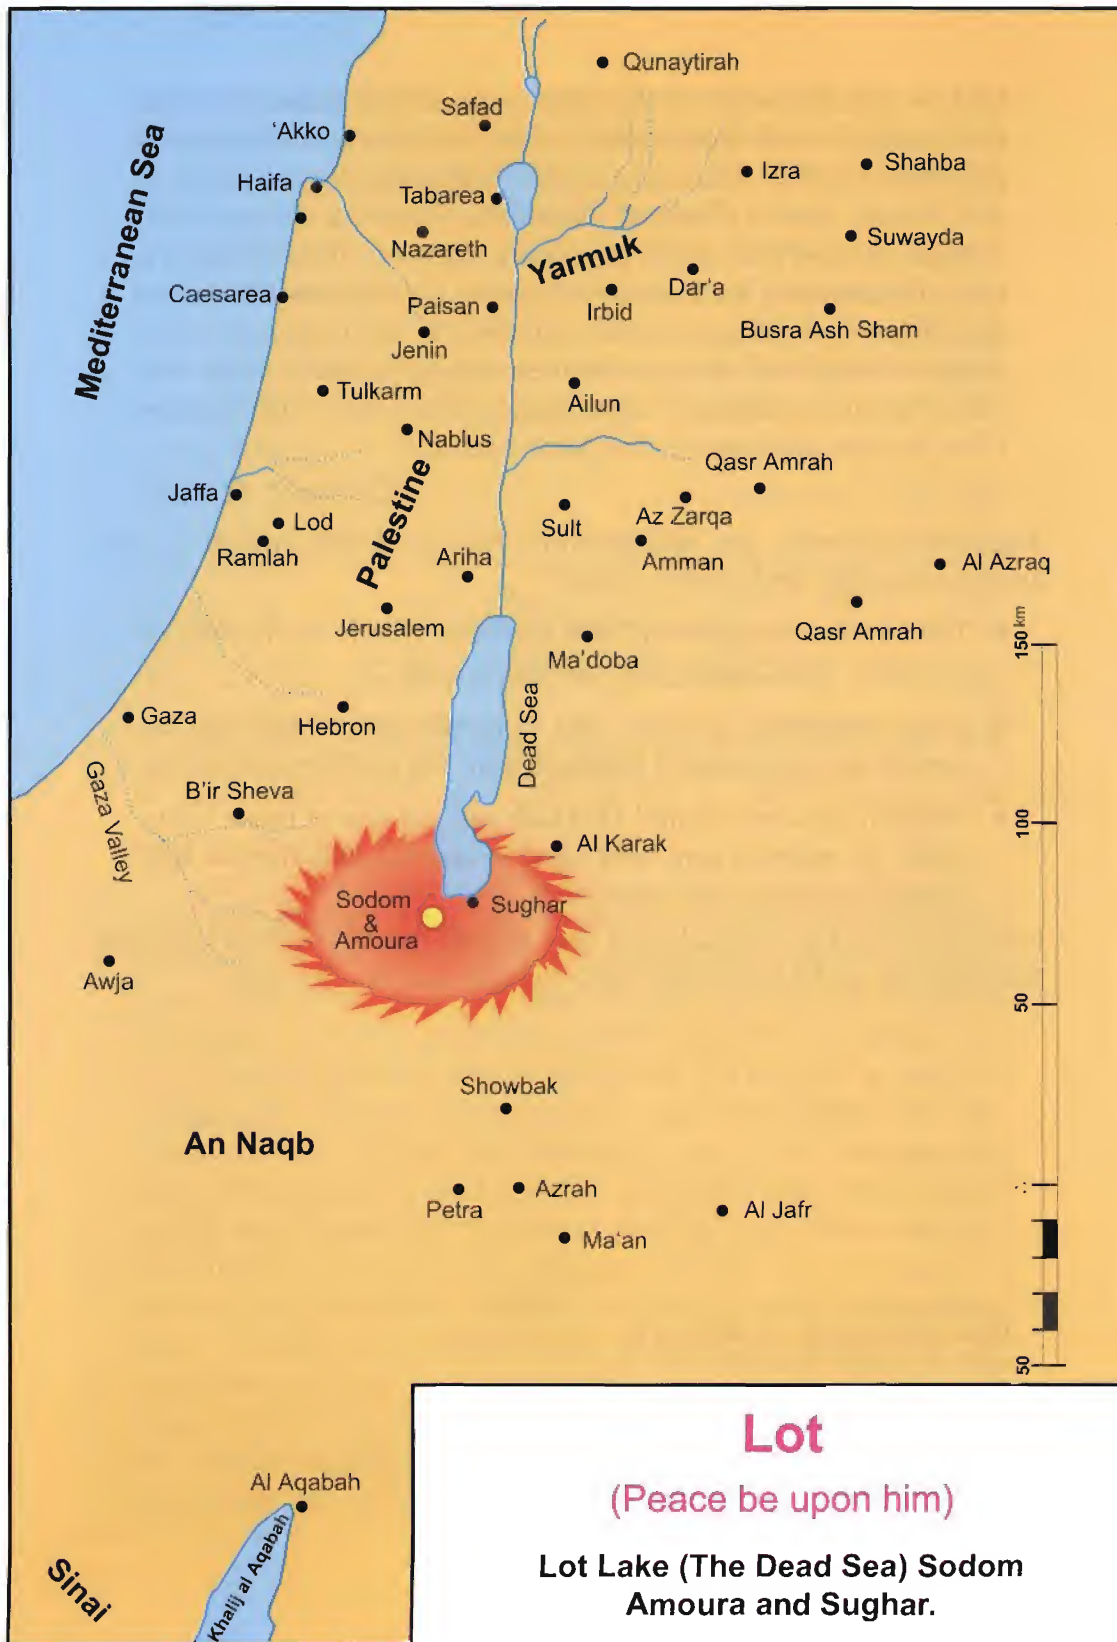 Qunaytirah
Safad
'Akko
Shahba
Izra
Haifa
Tabarea
Mediterranean Sea
Nazareth
Suwayda
Yarmuk
Dar'a
Caesarea
Paisan
Irbid
Busra Ash Sham
Jenin
Tulkarm
Ailun
Nablus
Qasr Amrah
Jaffa
Palestine
Lod
Sult
Az Zarqa
Ramlah
Ariha
Amman
Al Azraq
Jerusalem
Qasr Amrah
150 km
Ma'doba
Gaza
Hebron
Dead Sea
Gaza Valley
B'ir Sheva
100
Al Karak
Sodom
&
Amoura
Sughar
Awja
50
Showbak
An Naqb
Petra
Azrah
Al Jafr
Ma'an
50
Al Aqabah
Khalij al Aqabah
Sinai
Lot
(Peace be upon him)
Lot Lake (The Dead Sea) Sodom
Amoura and Sughar.